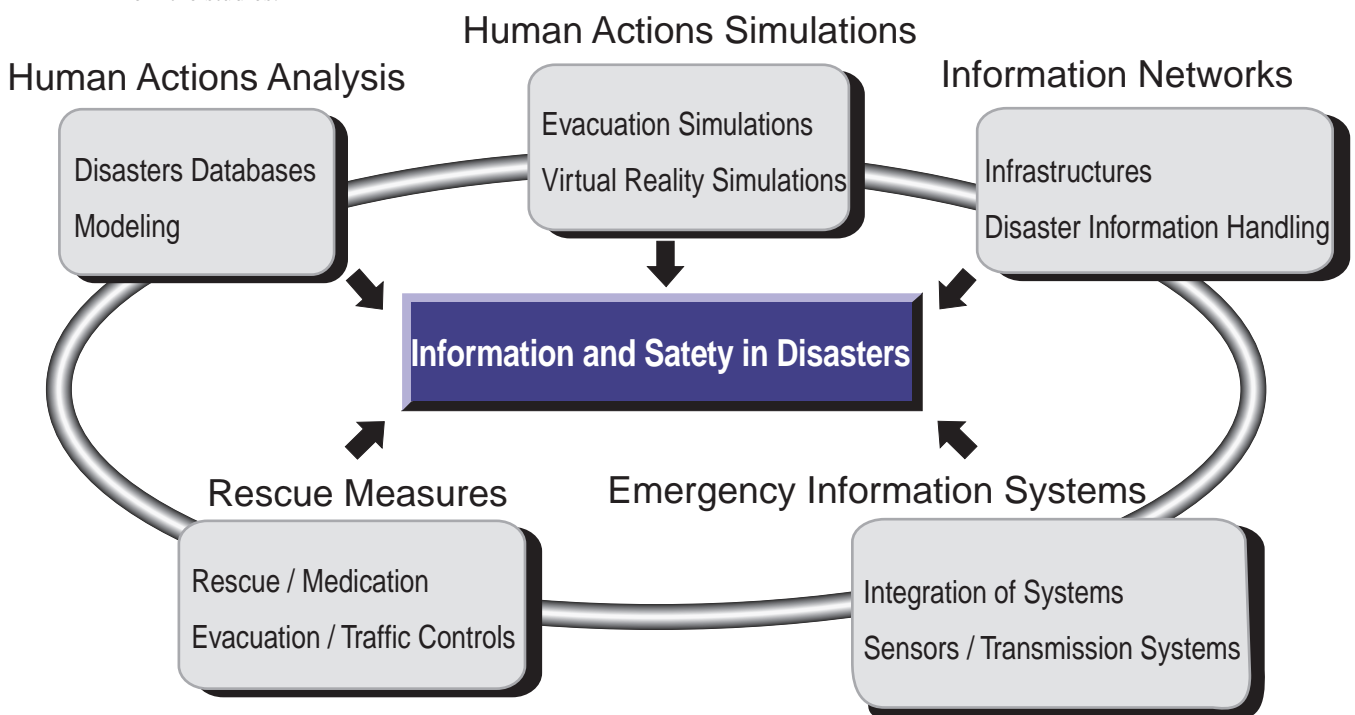 Human Actions Simulations
Human Actions Analysis
Information Networks
Evacuation Simulations
Virtual Reality Simulations
Disasters Databases
Modeling
Infrastructures
Disaster Information Handling
Information and Satety in Disasters
Rescue Measures
Emergency Information Systems
Rescue / Medication
Evacuation / Traffic Controls
Integration of Systems
Sensors / Transmission Systems